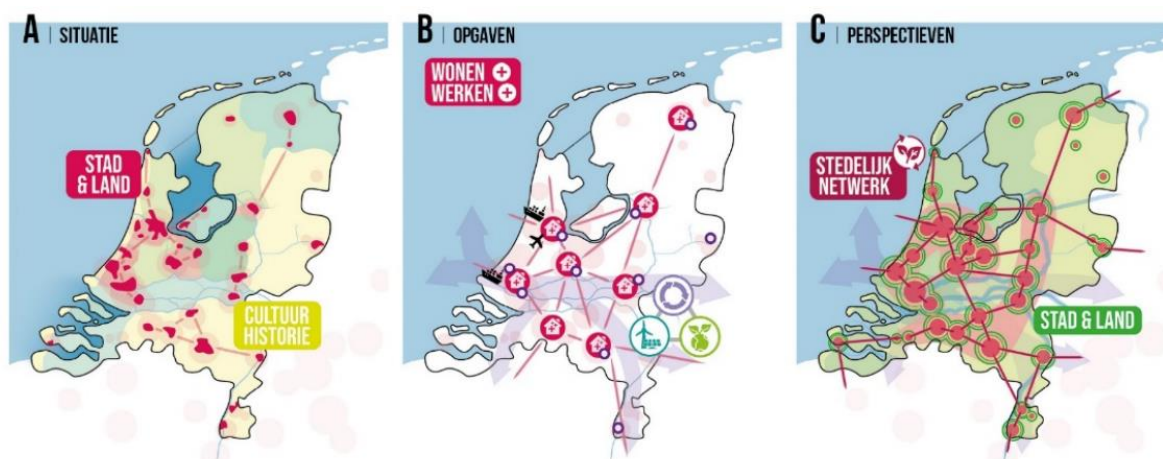 A | SITUATIE
STAD
& LAND
CULTUUR
HISTORIE
B | OPGAVEN
WONEN +
WERKEN +
C | PERSPECTIEVEN
STEDELIJK
NETWERK
STAD & LAND